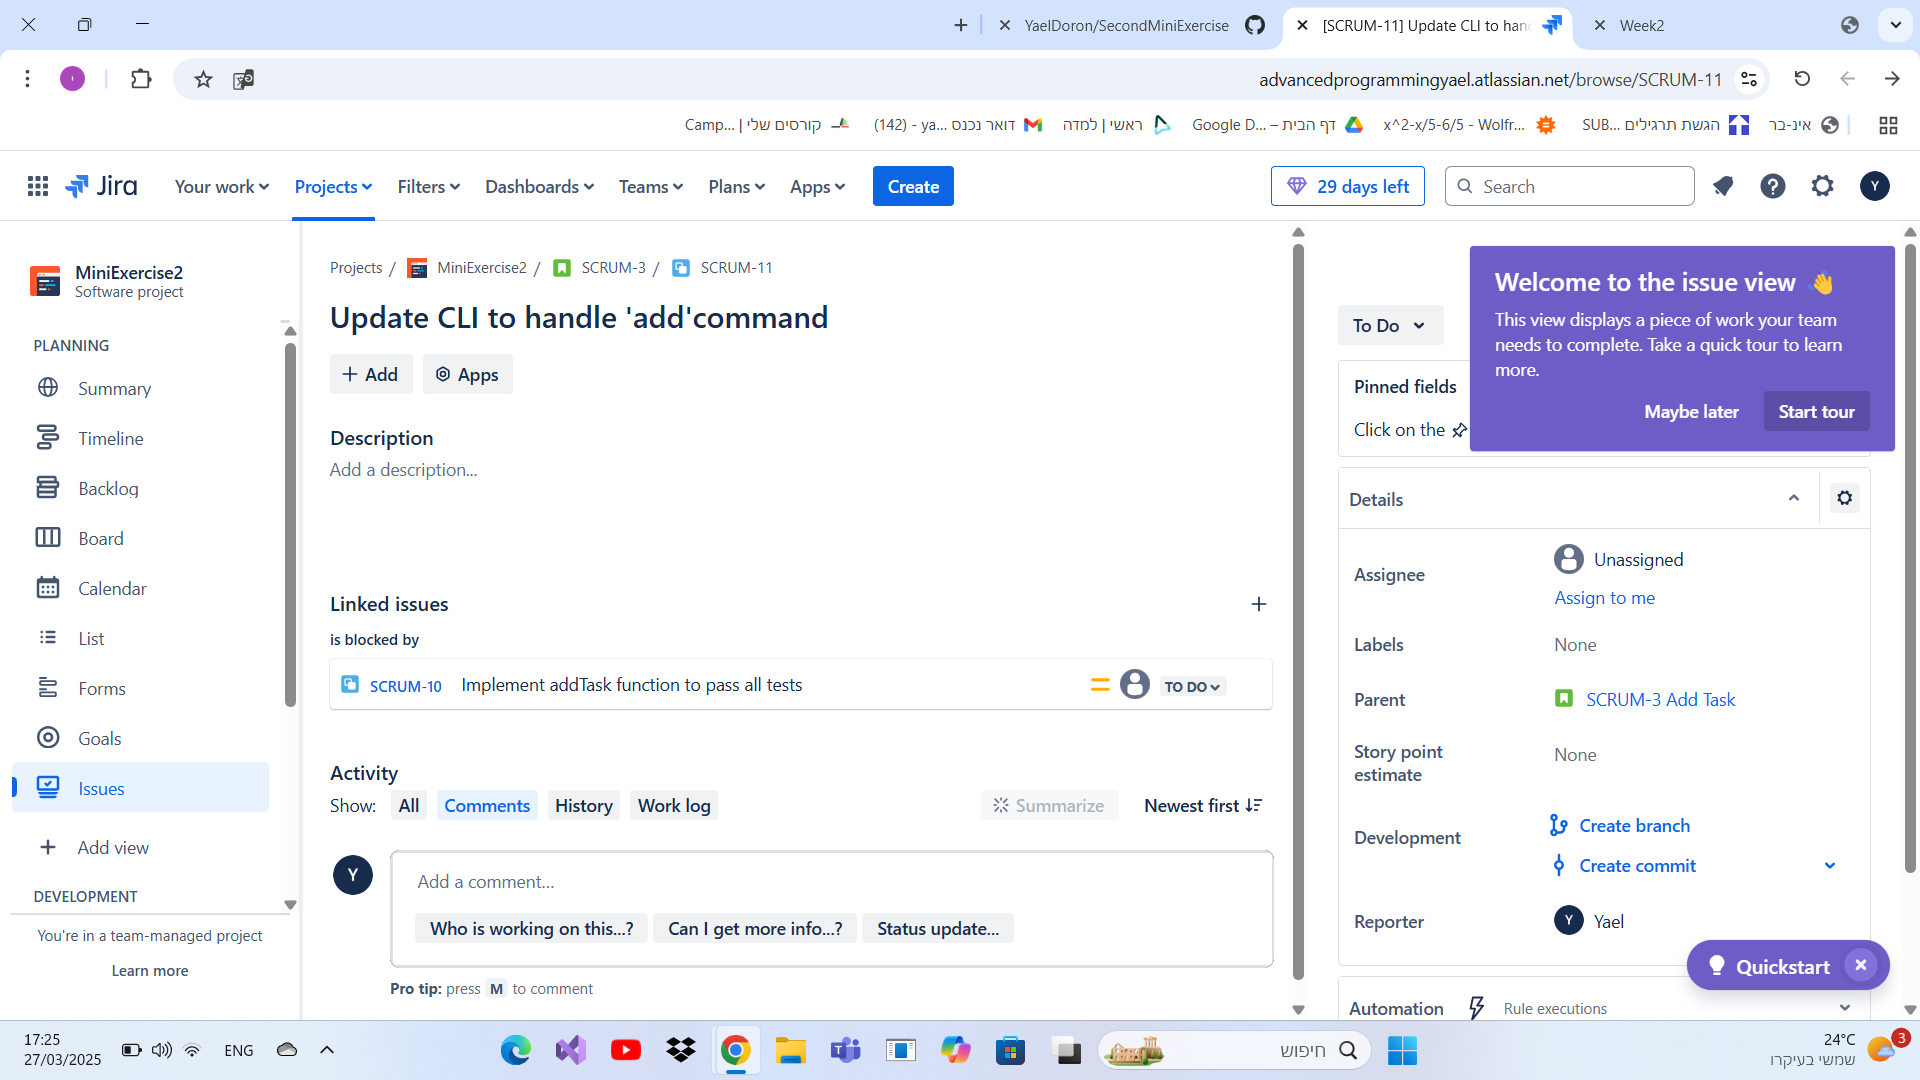 YaelDoron/SecondMiniExercise
[SCRUM-11] Update CLI to han
Week2
advancedprogrammingyael.atlassian.net/browse/SCRUM-11
Camp... | קורסים שלי
(142) - ya... דואר נכנס
ראשי | למדה
Google D... – דף הבית
x^2-x/5-6/5 - Wolfr...
SUB... הגשת תרגילים
אינ-בר
Jira
Your work
Projects
Filters
Dashboards
Teams
Plans
Apps
Create
29 days left
Search
Y
MiniExercise2
Software project
PLANNING
Summary
Timeline
Backlog
Board
Calendar
List
Forms
Goals
Issues
Add view
DEVELOPMENT
You're in a team-managed project
Learn more
Projects / MiniExercise2 / SCRUM-3 / SCRUM-11
Update CLI to handle 'add'command
Add
Apps
Description
Add a description...
Linked issues
is blocked by
SCRUM-10 Implement addTask function to pass all tests TO DO
Activity
Show: All Comments History Work log Summarize Newest first
Y
Add a comment...
Who is working on this...? Can I get more info...? Status update...
Pro tip: press M to comment
To Do
Pinned fields
Click on the
Welcome to the issue view 👋
This view displays a piece of work your team
needs to complete. Take a quick tour to learn
more.
Maybe later
Start tour
Details
Assignee
Unassigned
Assign to me
Labels
None
Parent
SCRUM-3 Add Task
Story point
estimate
None
Development
Create branch
Create commit
Reporter
Y
Yael
Quickstart
Automation
Rule executions
17:25
27/03/2025
ENG
חיפוש
24°C
שמשי בעיקרו
3